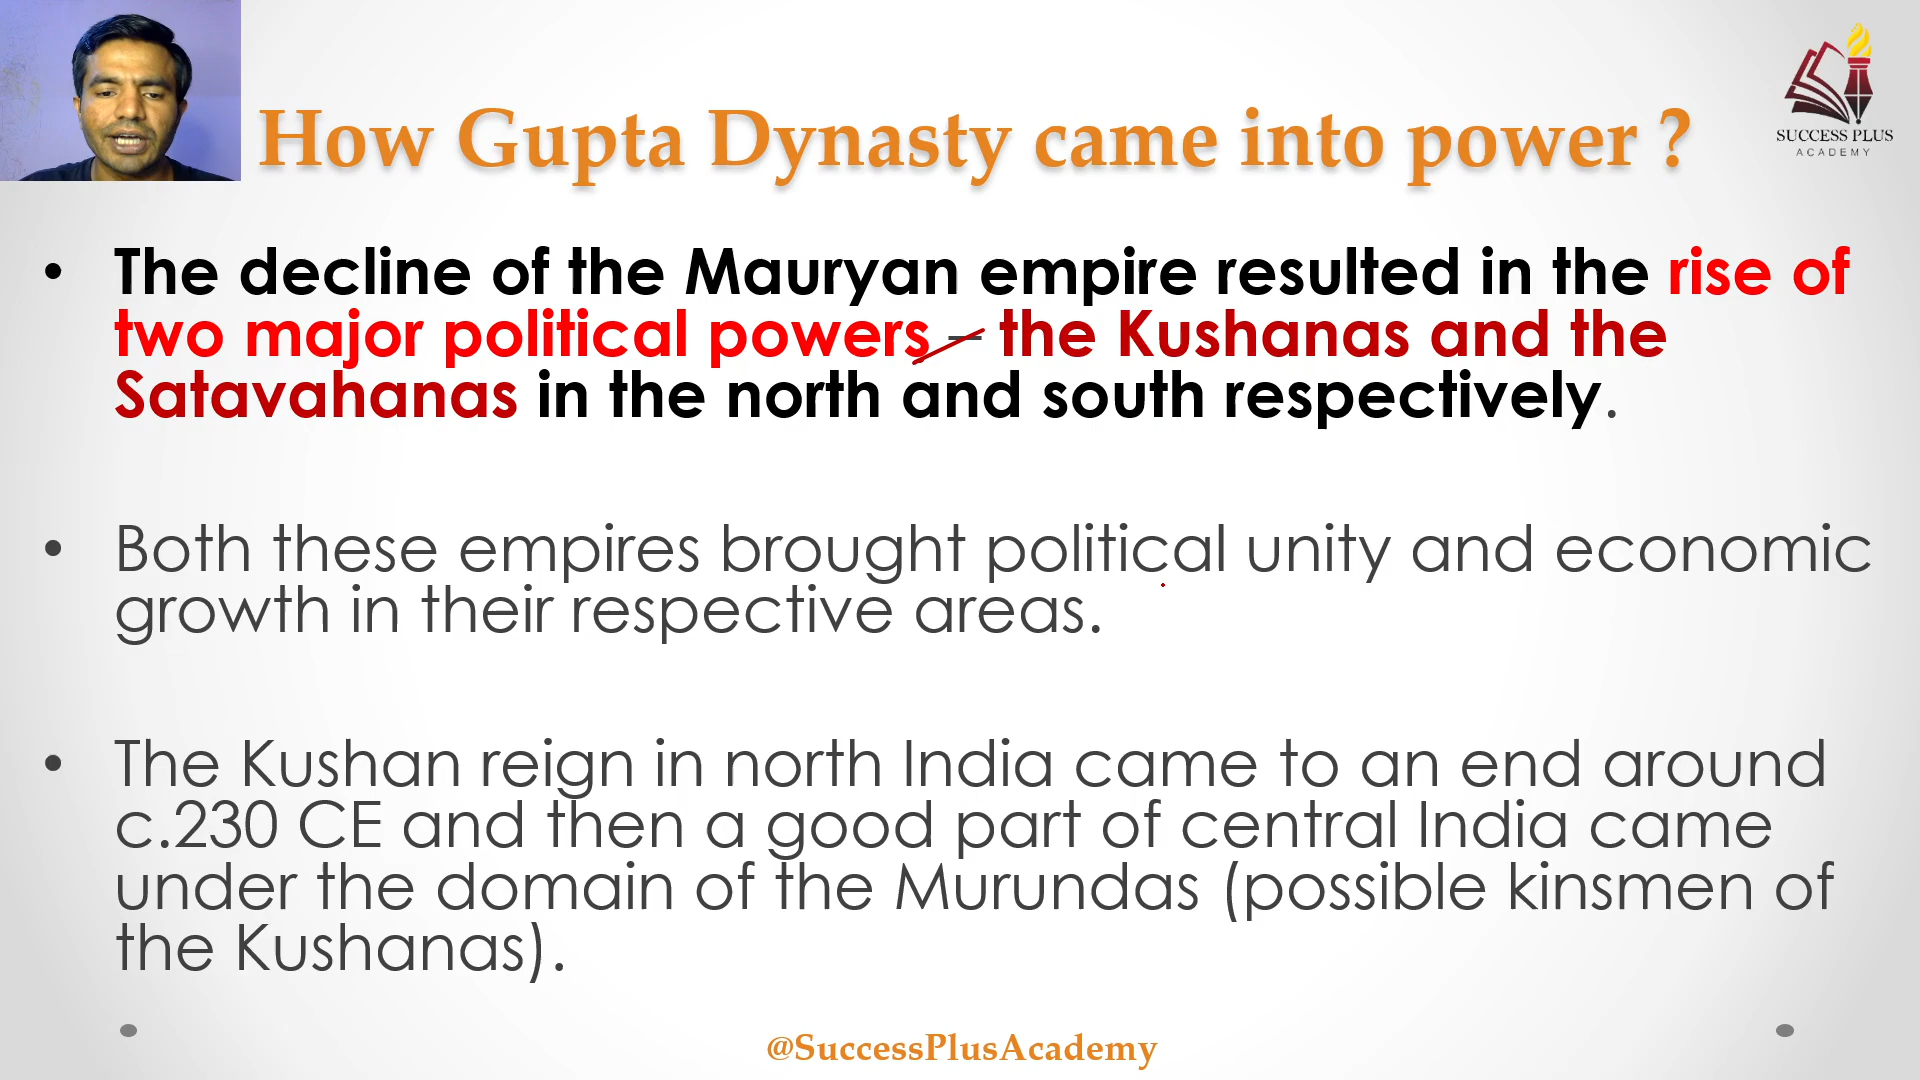 How Gupta Dynasty came into power ?
SUCCESS PLUS
ACADEMY
• The decline of the Mauryan empire resulted in the rise of
two major political powers – the Kushanas and the
Satavahanas in the north and south respectively.
• Both these empires brought political unity and economic
growth in their respective areas.
• The Kushan reign in north India came to an end around
c.230 CE and then a good part of central India came
under the domain of the Murundas (possible kinsmen of
the Kushanas).
@SuccessPlusAcademy